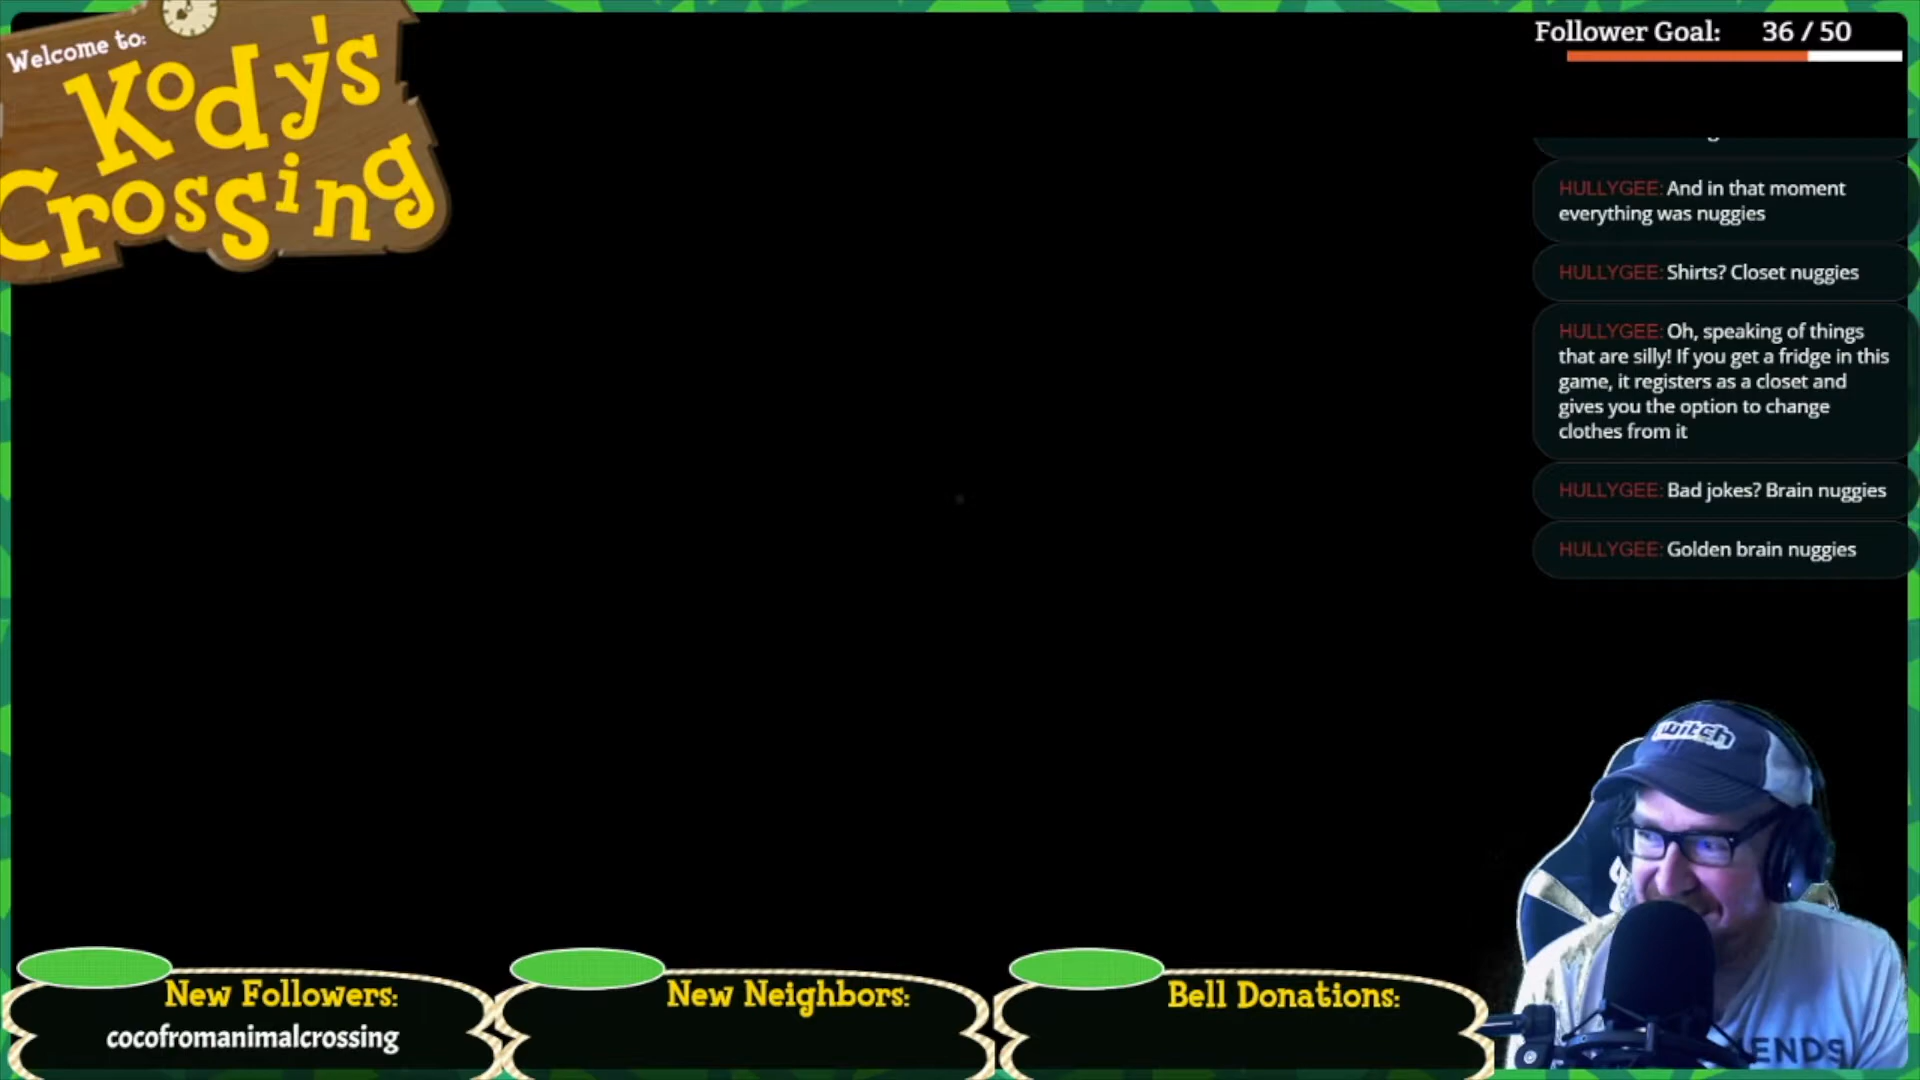 Welcome to:
Kody's
Crossing
Follower Goal: 36 / 50
HULLYGEE: And in that moment
everything was nuggies
HULLYGEE: Shirts? Closet nuggies
HULLYGEE: Oh, speaking of things
that are silly! If you get a fridge in this
game, it registers as a closet and
gives you the option to change
clothes from it
HULLYGEE: Bad jokes? Brain nuggies
HULLYGEE: Golden brain nuggies
twitch
ENDS
New Followers:
cocofromanimalcrossing
New Neighbors:
Bell Donations: